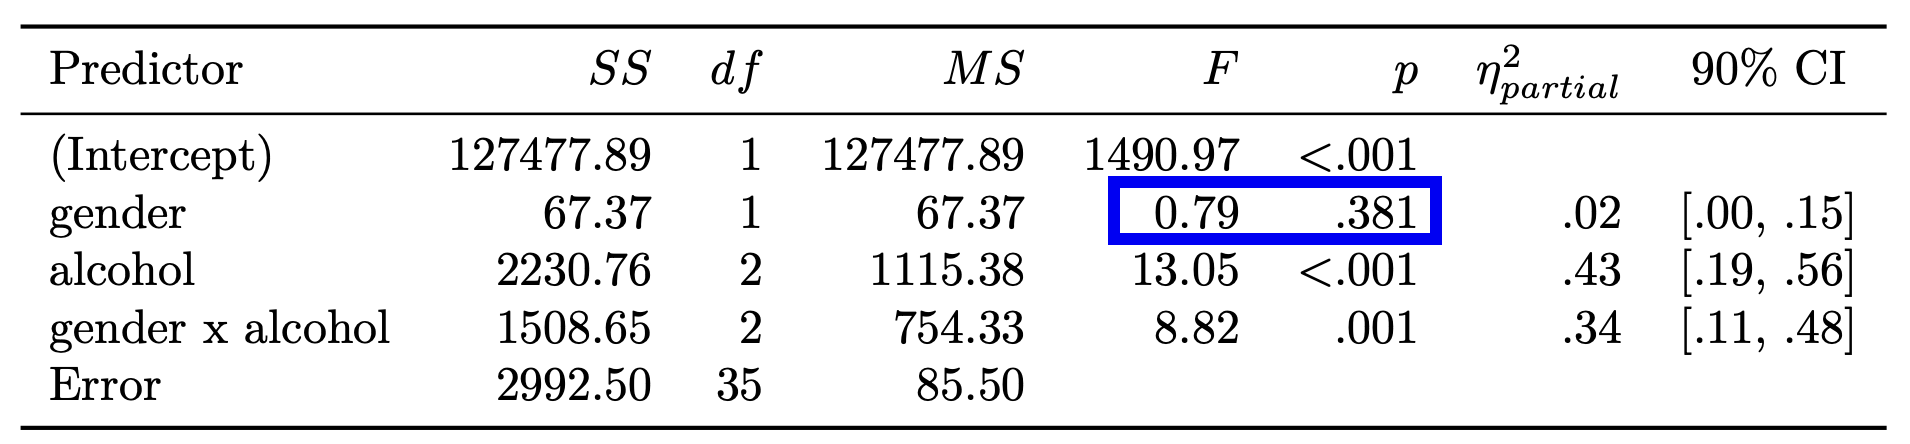 Predictor SS df MS F p η²partial 90% CI
(Intercept) 127477.89 1 127477.89 1490.97 <.001
gender 67.37 1 67.37 0.79 .381 .02 [.00, .15]
alcohol 2230.76 2 1115.38 13.05 <.001 .43 [.19, .56]
gender x alcohol 1508.65 2 754.33 8.82 .001 .34 [.11, .48]
Error 2992.50 35 85.50